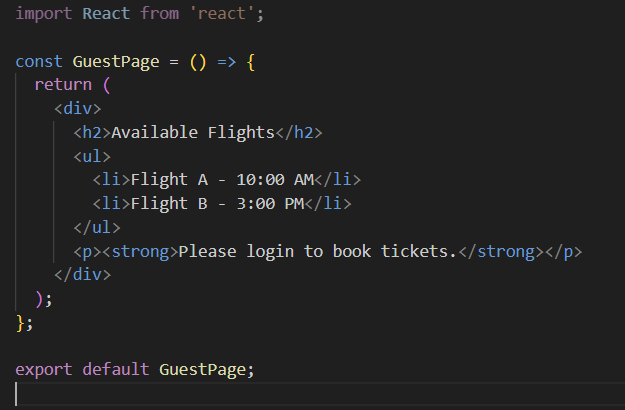 import React from 'react';
const GuestPage = () => {
return (
<div>
<h2>Available Flights</h2>
<ul>
<li>Flight A - 10:00 AM</li>
<li>Flight B - 3:00 PM</li>
</ul>
<p><strong>Please login to book tickets.</strong></p>
</div>
);
};
export default GuestPage;